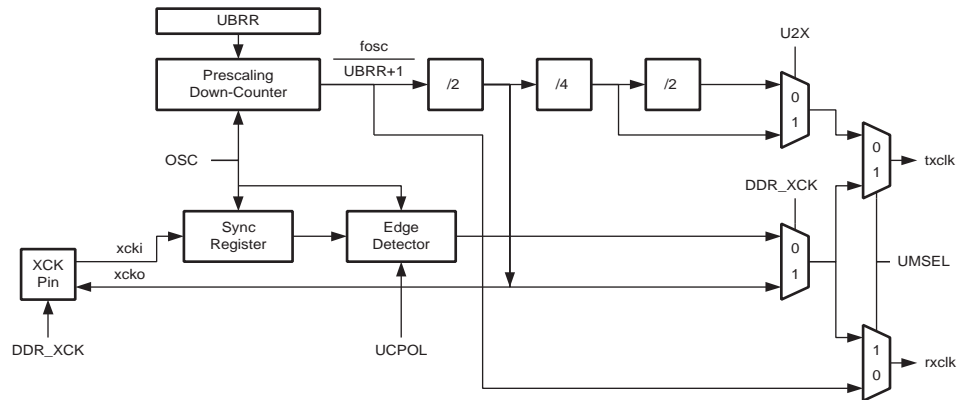 UBRR
fosc
UBRR+1
Prescaling
Down-Counter
/2
/4
/2
U2X
0
1
OSC
0
1
txclk
DDR_XCK
Sync
Register
Edge
Detector
0
1
xcki
XCK
Pin
xcko
UMSEL
DDR_XCK
UCPOL
1
0
rxclk